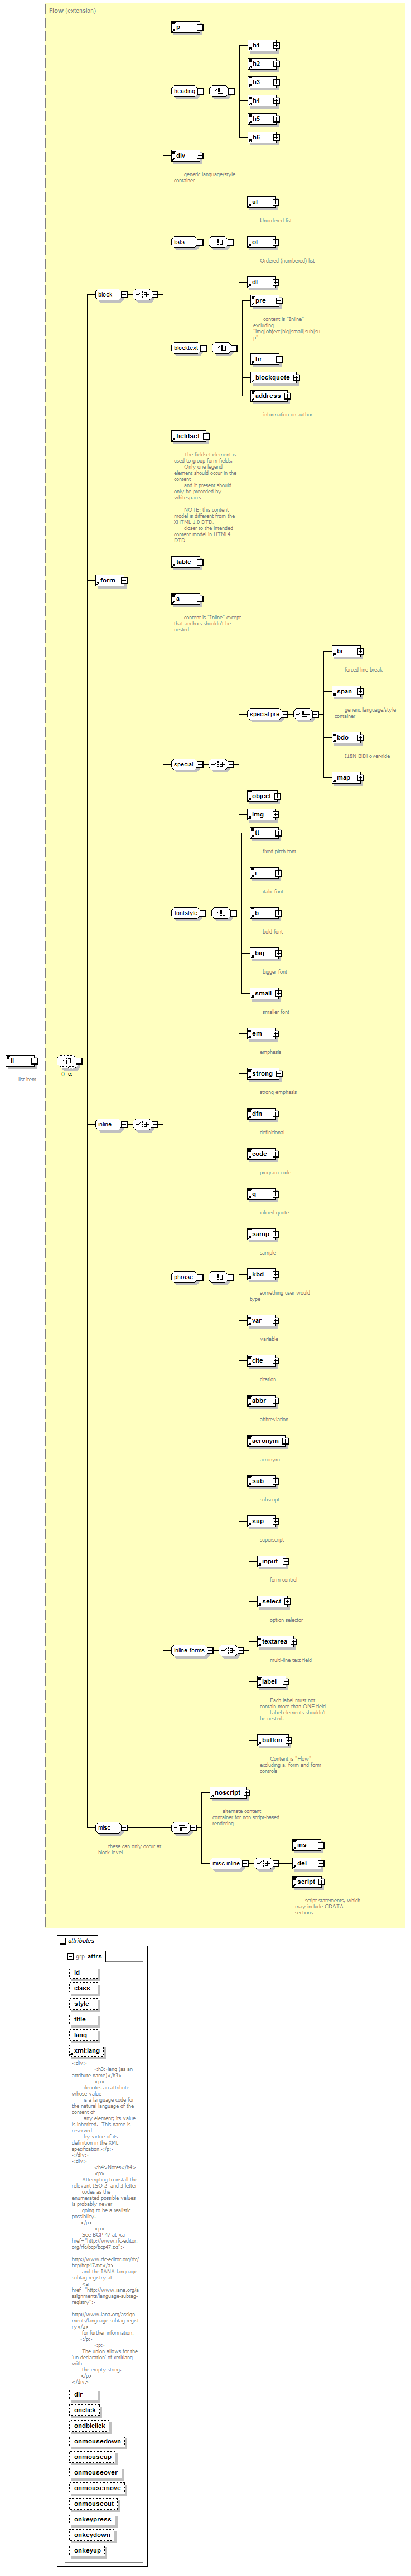 Flow (extension)
p
heading
h1
h2
h3
h4
h5
h6
div
generic language/style
container
lists
ul
Unordered list
ol
Ordered (numbered) list
dl
block
blocktext
pre
content is "Inline"
excluding
"img|object|big|small|sub|su
p"
hr
blockquote
address
information on author
fieldset
The fieldset element is
used to group form fields.
Only one legend
element should occur in the
content
and if present should
only be preceded by
whitespace.
NOTE: this content
model is different from the
XHTML 1.0 DTD,
closer to the intended
content model in HTML4
DTD
table
form
a
content is "Inline" except
that anchors shouldn't be
nested
special
special.pre
br
forced line break
span
generic language/style
container
bdo
I18N BiDi over-ride
map
object
img
fontstyle
tt
fixed pitch font
i
italic font
b
bold font
big
bigger font
small
smaller font
li
list item
0..∞
inline
phrase
em
emphasis
strong
strong emphasis
dfn
definitional
code
program code
q
inlined quote
samp
sample
kbd
something user would
type
var
variable
cite
citation
abbr
abbreviation
acronym
acronym
sub
subscript
sup
superscript
inline.forms
input
form control
select
option selector
textarea
multi-line text field
label
Each label must not
contain more than ONE field
Label elements shouldn't
be nested.
button
Content is "Flow"
excluding a, form and form
controls
misc
these can only occur at
block level
noscript
alternate content
container for non script-based
rendering
misc.inline
ins
del
script
script statements, which
may include CDATA
sections
attributes
grp attrs
id
class
style
title
lang
xml:lang
<div>
<h3>lang (as an
attribute name)</h3>
<p>
denotes an attribute
whose value
is a language code for
the natural language of the
content of
any element; its value
is inherited. This name is
reserved
by virtue of its
definition in the XML
specification.</p>
</div>
<div>
<h4>Notes</h4>
<p>
Attempting to install the
relevant ISO 2- and 3-letter
codes as the
enumerated possible values
is probably never
going to be a realistic
possibility.
</p>
<p>
See BCP 47 at <a
href="http://www.rfc-editor.
org/rfc/bcp/bcp47.txt">
http://www.rfc-editor.org/rfc/
bcp/bcp47.txt</a>
and the IANA language
subtag registry at
<a
href="http://www.iana.org/a
ssignments/language-subtag-
registry">
http://www.iana.org/assign
ments/language-subtag-regist
ry</a>
for further information.
</p>
<p>
The union allows for the
'un-declaration' of xml:lang
with
the empty string.
</p>
</div>
dir
onclick
ondblclick
onmousedown
onmouseup
onmouseover
onmousemove
onmouseout
onkeypress
onkeydown
onkeyup